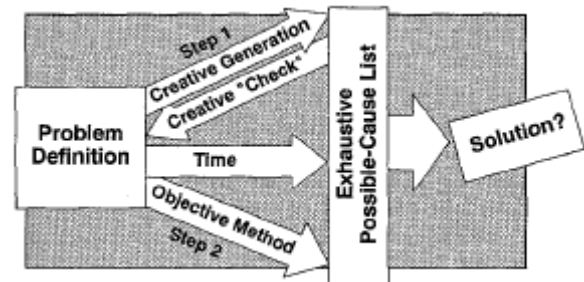 Step 1
Creative Generation
Creative "Check"
Problem
Definition
Time
Objective Method
Step 2
Exhaustive
Possible-Cause List
Solution?